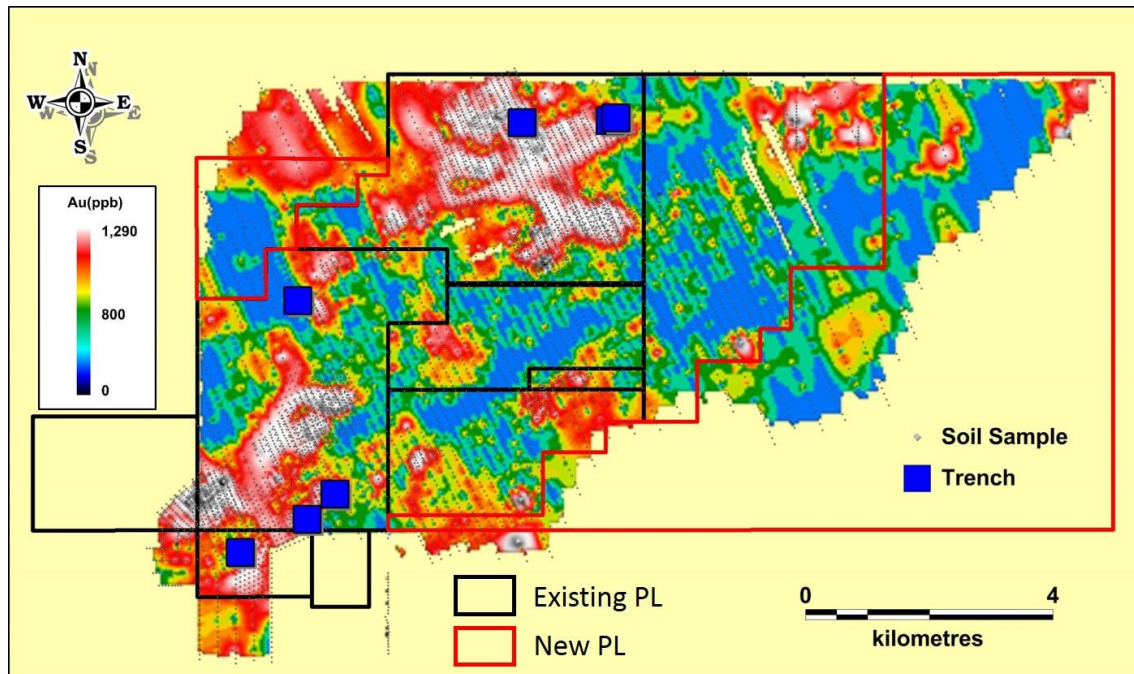 N
N
W
W
E
E
S
S
Au(ppb)
1,290
800
0
Soil Sample
Trench
Existing PL
New PL
0
4
kilometres